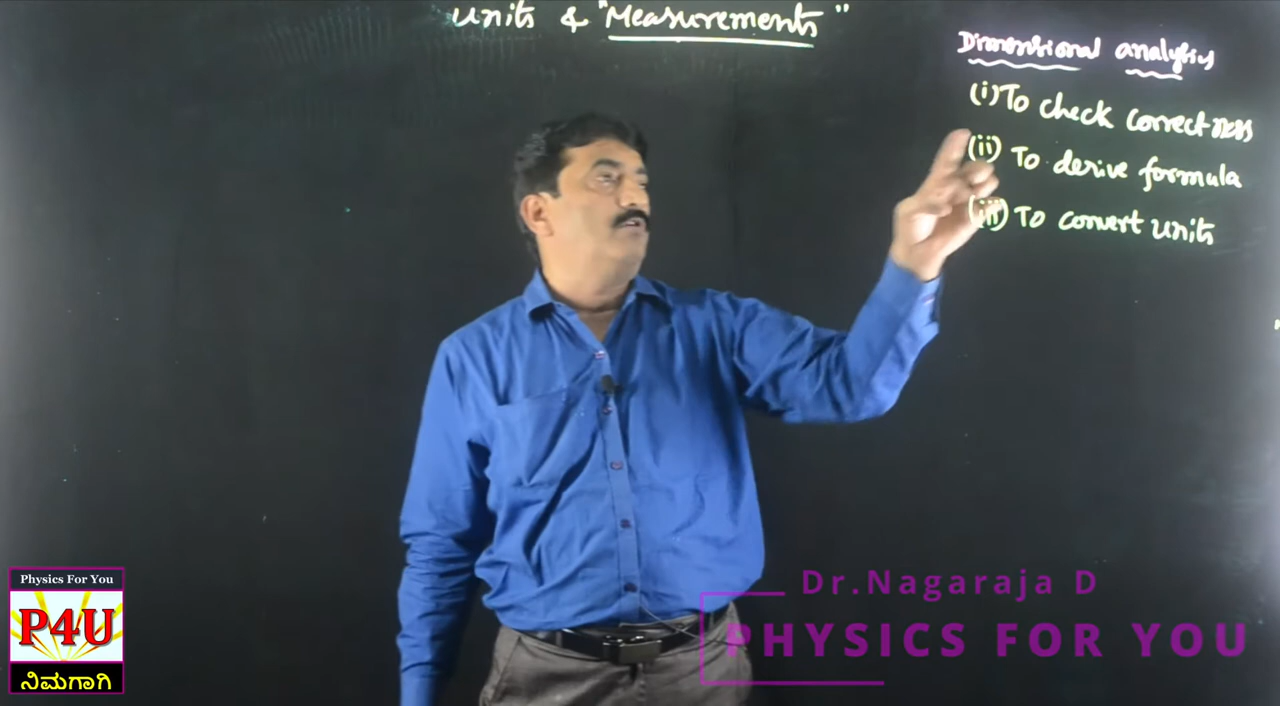 Units & "Measurements"
Dimensional analysis
(i) To check correctness
(ii) To derive formula
(iii) To convert units
Dr.Nagaraja D
PHYSICS FOR YOU
Physics For You
P4U
ನಿಮಗಾಗಿ